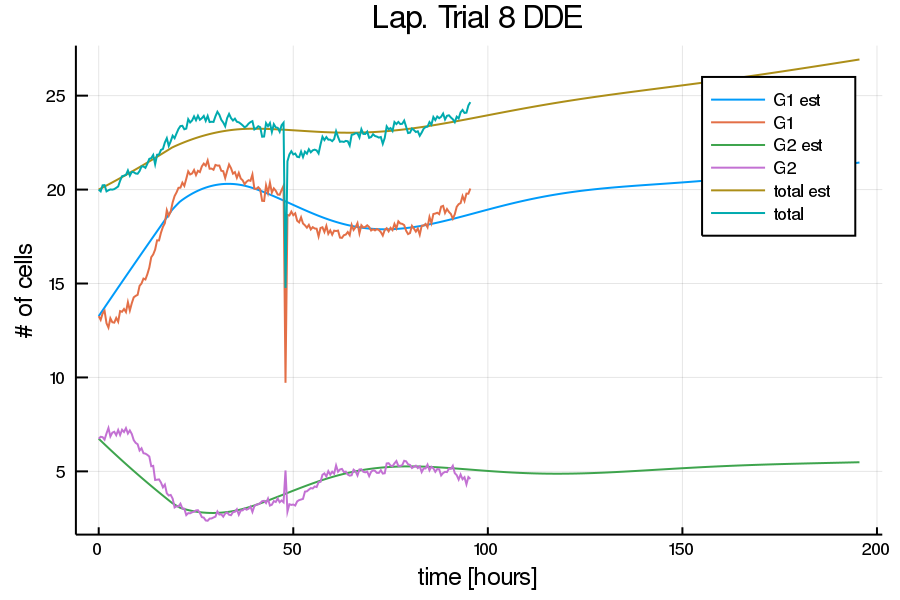 Lap. Trial 8 DDE
# of cells
25
20
15
10
5
G1 est
G1
G2 est
G2
total est
total
0
50
100
150
200
time [hours]